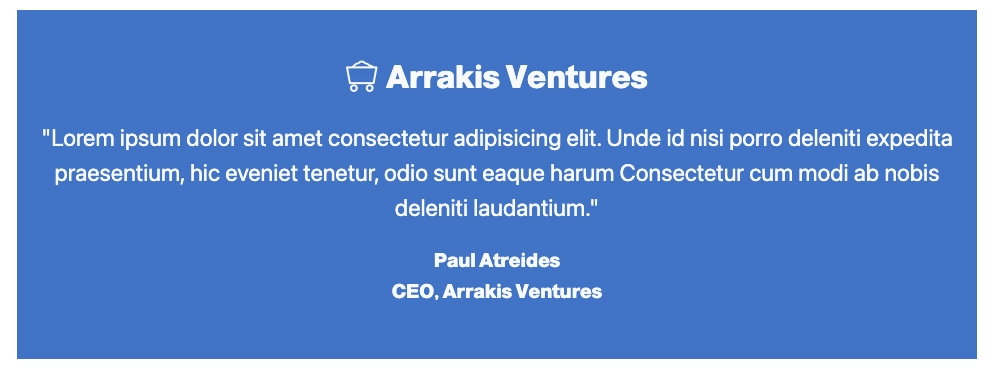 Arrakis Ventures
"Lorem ipsum dolor sit amet consectetur adipisicing elit. Unde id nisi porro deleniti expedita
praesentium, hic eveniet tenetur, odio sunt eaque harum Consectetur cum modi ab nobis
deleniti laudantium."
Paul Atreides
CEO, Arrakis Ventures